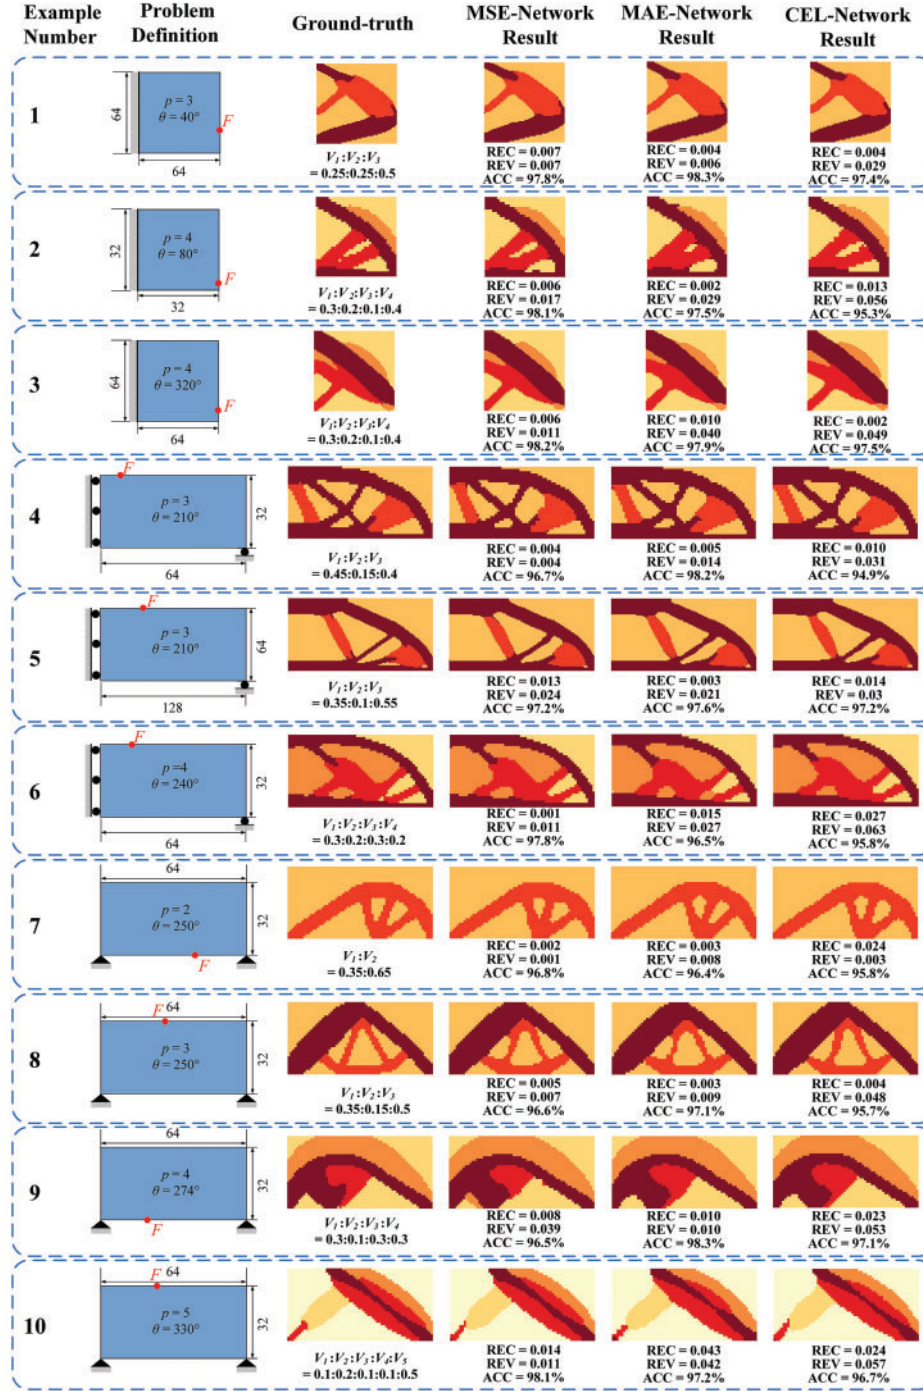 Example Number
Problem Definition
Ground-truth
MSE-Network Result
MAE-Network Result
CEL-Network Result
1
64
p = 3
θ = 40°
F
64
V1:V2:V3
= 0.25:0.25:0.5
REC = 0.007
REV = 0.007
ACC = 97.8%
REC = 0.004
REV = 0.006
ACC = 98.3%
REC = 0.004
REV = 0.029
ACC = 97.4%
2
32
p = 4
θ = 80°
F
32
V1:V2:V3:V4
= 0.3:0.2:0.1:0.4
REC = 0.006
REV = 0.017
ACC = 98.1%
REC = 0.002
REV = 0.029
ACC = 97.5%
REC = 0.013
REV = 0.056
ACC = 95.3%
3
64
p = 4
θ = 320°
F
64
V1:V2:V3:V4
= 0.3:0.2:0.1:0.4
REC = 0.006
REV = 0.011
ACC = 98.2%
REC = 0.010
REV = 0.040
ACC = 97.9%
REC = 0.002
REV = 0.049
ACC = 97.5%
4
F
p = 3
θ = 210°
32
64
V1:V2:V3
= 0.45:0.15:0.4
REC = 0.004
REV = 0.004
ACC = 96.7%
REC = 0.005
REV = 0.014
ACC = 98.2%
REC = 0.010
REV = 0.031
ACC = 94.9%
5
F
p = 3
θ = 210°
64
128
V1:V2:V3
= 0.35:0.1:0.55
REC = 0.013
REV = 0.024
ACC = 97.2%
REC = 0.003
REV = 0.021
ACC = 97.6%
REC = 0.014
REV = 0.03
ACC = 97.2%
6
F
p =4
θ = 240°
32
64
V1:V2:V3:V4
= 0.3:0.2:0.3:0.2
REC = 0.001
REV = 0.011
ACC = 97.8%
REC = 0.015
REV = 0.027
ACC = 96.5%
REC = 0.027
REV = 0.063
ACC = 95.8%
7
64
p = 2
θ = 250°
32
F
V1:V2
= 0.35:0.65
REC = 0.002
REV = 0.001
ACC = 96.8%
REC = 0.003
REV = 0.008
ACC = 96.4%
REC = 0.024
REV = 0.003
ACC = 95.8%
8
F
64
p = 3
θ = 250°
32
V1:V2:V3
= 0.35:0.15:0.5
REC = 0.005
REV = 0.007
ACC = 96.6%
REC = 0.003
REV = 0.009
ACC = 97.1%
REC = 0.004
REV = 0.048
ACC = 95.7%
9
64
p = 4
θ = 274°
32
F
V1:V2:V3:V4
= 0.3:0.1:0.3:0.3
REC = 0.008
REV = 0.039
ACC = 96.5%
REC = 0.010
REV = 0.010
ACC = 98.3%
REC = 0.023
REV = 0.053
ACC = 97.1%
10
F
64
p = 5
θ = 330°
32
V1:V2:V3:V4:V5
= 0.1:0.2:0.1:0.1:0.5
REC = 0.014
REV = 0.011
ACC = 98.1%
REC = 0.043
REV = 0.042
ACC = 97.2%
REC = 0.024
REV = 0.057
ACC = 96.7%